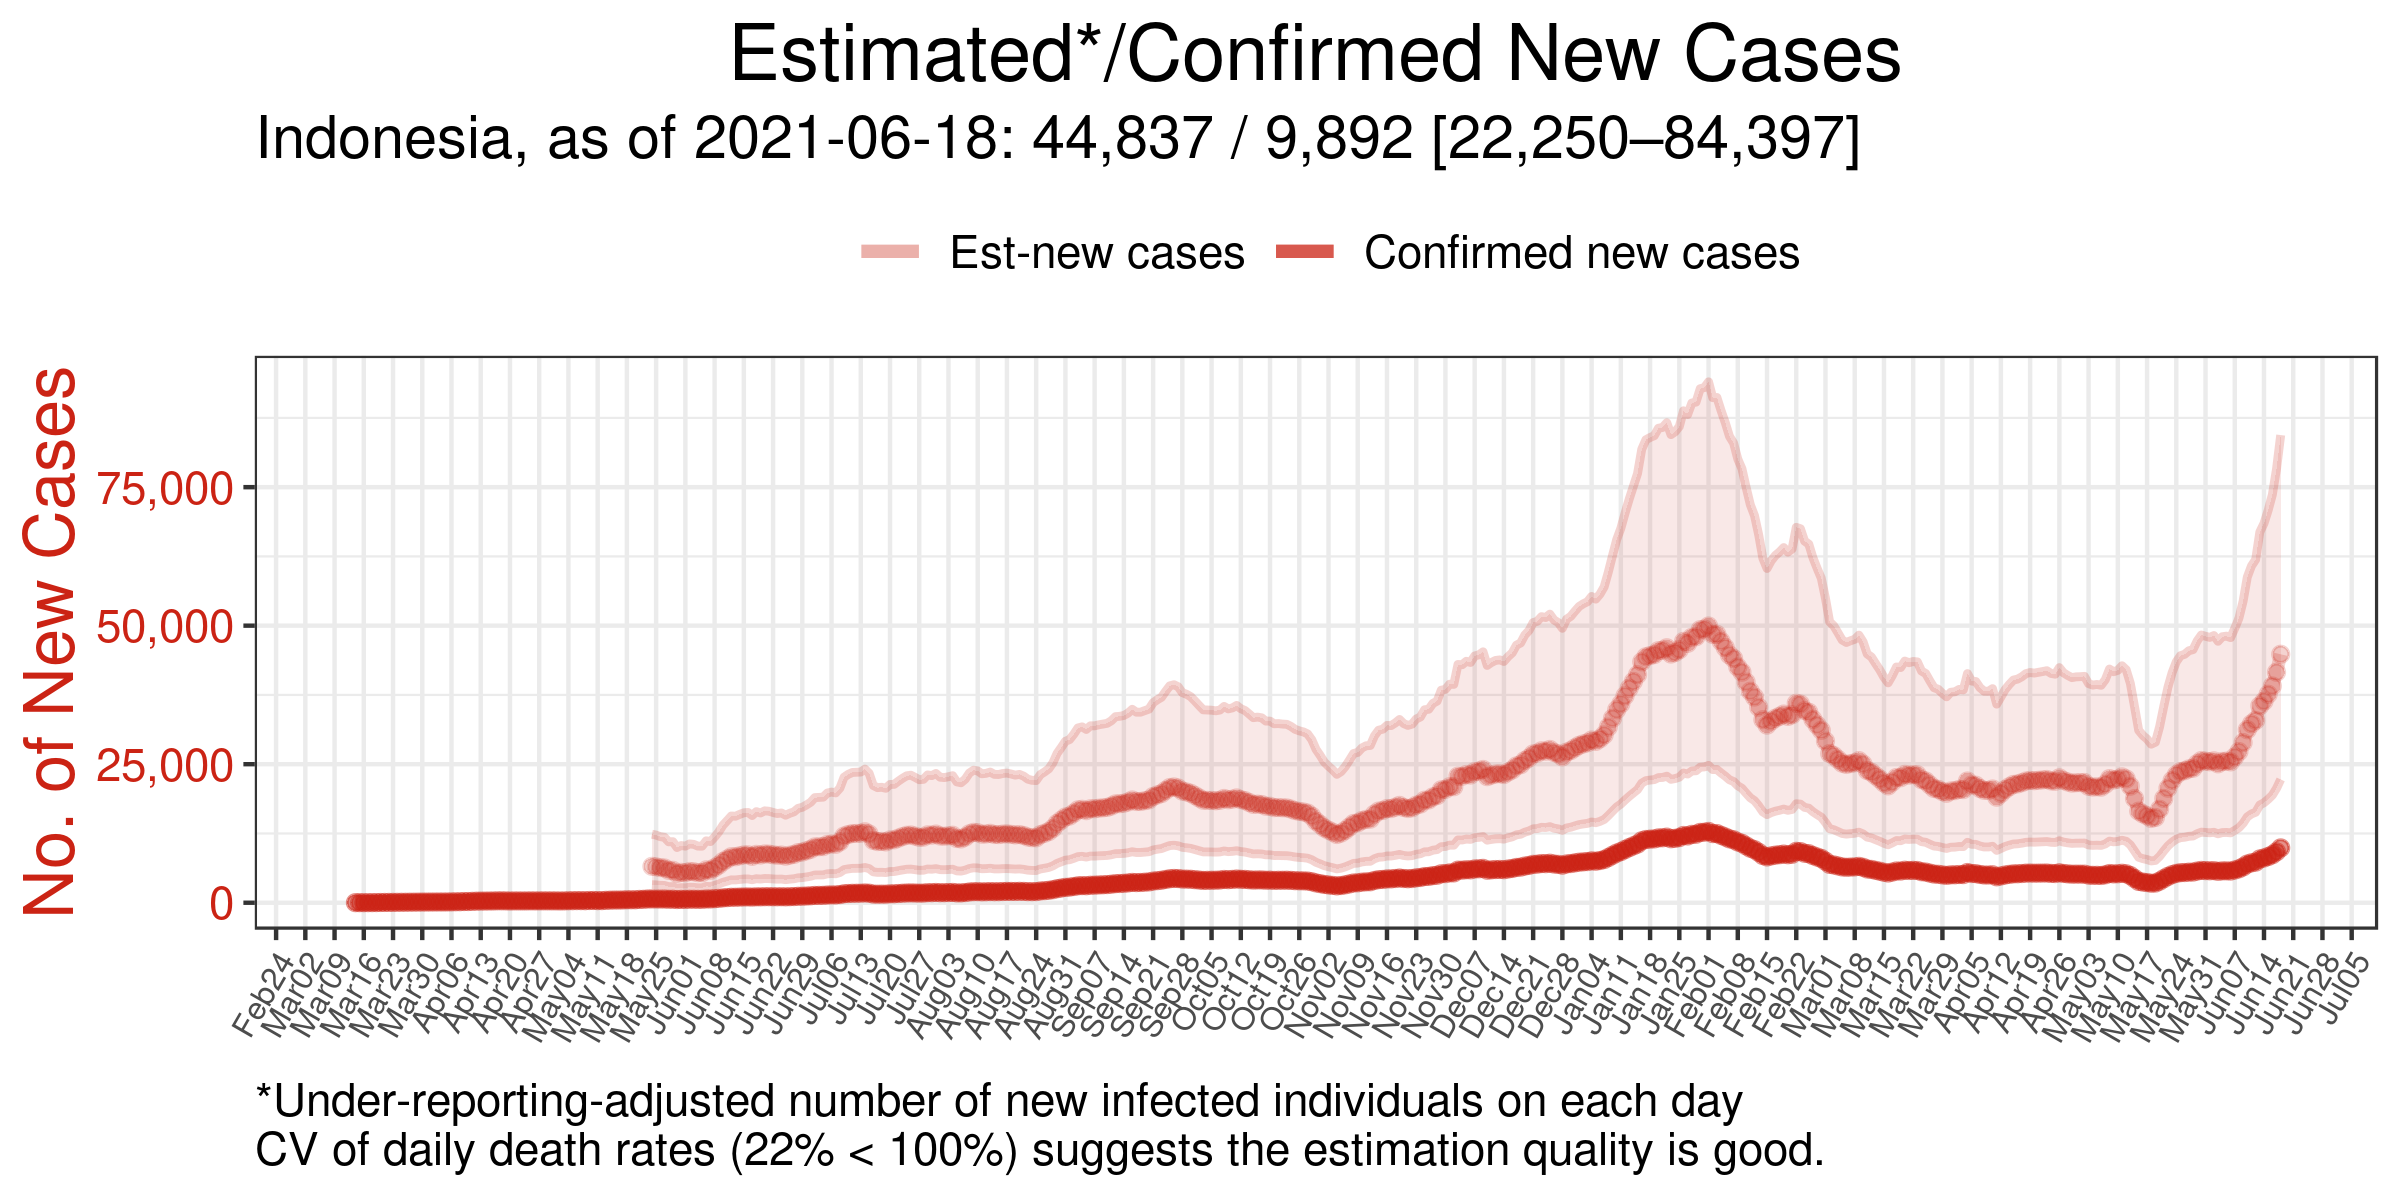 Estimated*/Confirmed New Cases
Indonesia, as of 2021-06-18: 44,837 / 9,892 [22,250–84,397]
Est-new cases
Confirmed new cases
No. of New Cases
75,000
50,000
25,000
0
Feb24
Mar02
Mar09
Mar16
Mar23
Mar30
Apr06
Apr13
Apr20
Apr27
May04
May11
May18
May25
Jun01
Jun08
Jun15
Jun22
Jun29
Jul06
Jul13
Jul20
Jul27
Aug03
Aug10
Aug17
Aug24
Aug31
Sep07
Sep14
Sep21
Sep28
Oct05
Oct12
Oct19
Oct26
Nov02
Nov09
Nov16
Nov23
Nov30
Dec07
Dec14
Dec21
Dec28
Jan04
Jan11
Jan18
Jan25
Feb01
Feb08
Feb15
Feb22
Mar01
Mar08
Mar15
Mar22
Mar29
Apr05
Apr12
Apr19
Apr26
May03
May10
May17
May24
May31
Jun07
Jun14
Jun21
Jun28
Jul05
*Under-reporting-adjusted number of new infected individuals on each day
CV of daily death rates (22% < 100%) suggests the estimation quality is good.